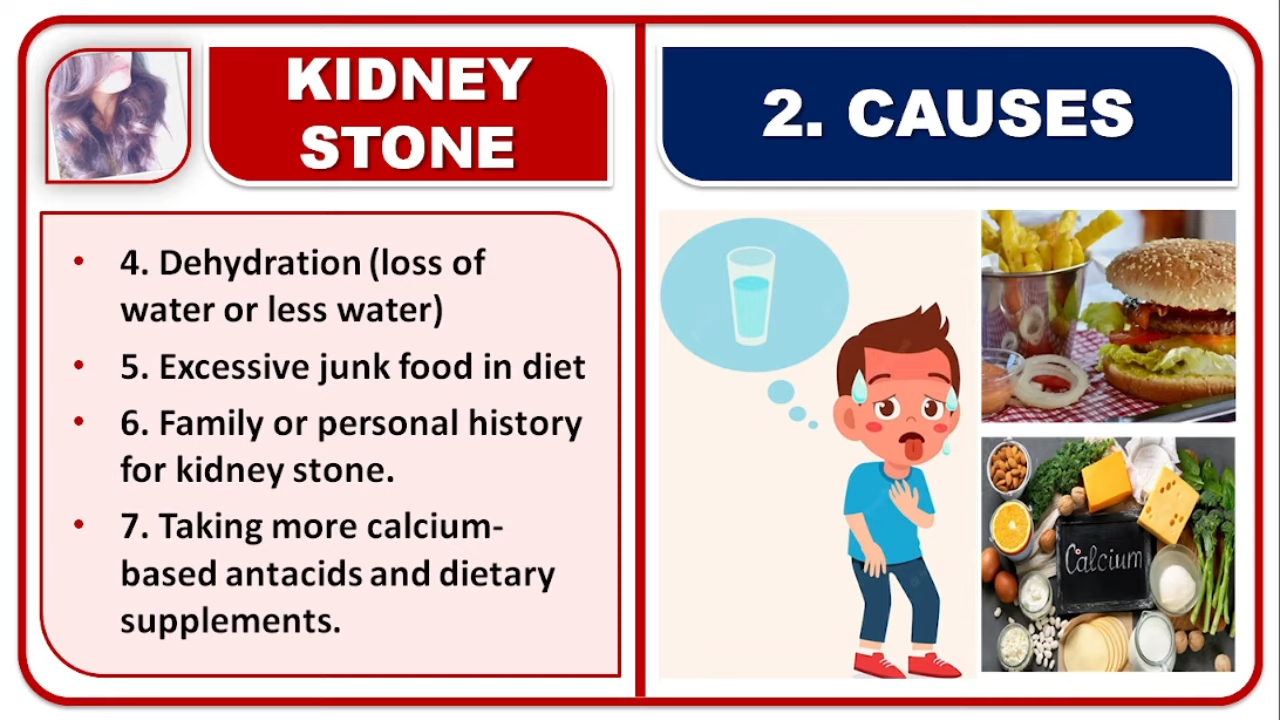 KIDNEY
STONE
2. CAUSES
• 4. Dehydration (loss of
water or less water)
• 5. Excessive junk food in diet
• 6. Family or personal history
for kidney stone.
• 7. Taking more calcium-
based antacids and dietary
supplements.
Calcium